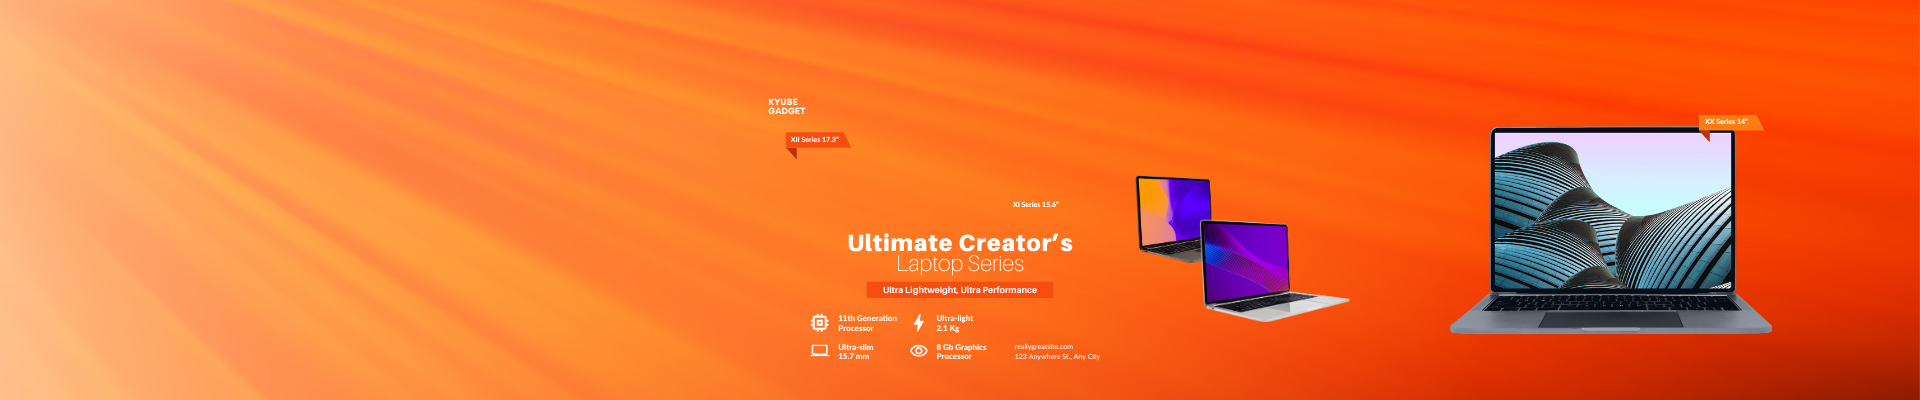 KYUBE
GADGET
XII Series 17.3"
XX Series 14"
XI Series 15.6"
Ultimate Creator's
Laptop Series
Ultra Lightweight, Ultra Performance
11th Generation
Processor
Ultra-light
2.1 Kg
Ultra-slim
15.7 mm
8 Gb Graphics
Processor
reallygreatsite.com
123 Anywhere St., Any City